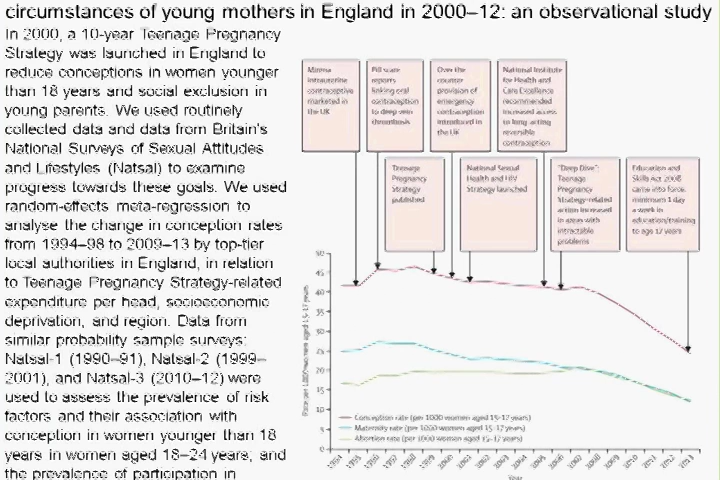 circumstances of young mothers in England in 2000–12: an observational study
In 2000, a 10-year Teenage Pregnancy
Strategy was launched in England to
reduce conceptions in women younger
than 18 years and social exclusion in
young parents. We used routinely
collected data and data from Britain's
National Surveys of Sexual Attitudes
and Lifestyles (Natsal) to examine
progress towards these goals. We used
random-effects meta-regression to
analyse the change in conception rates
from 1994–98 to 2009–13 by top-tier
local authorities in England, in relation
to Teenage Pregnancy Strategy-related
expenditure per head, socioeconomic
deprivation, and region. Data from
similar probability sample surveys:
Natsal-1 (1990–91), Natsal-2 (1999–
2001), and Natsal-3 (2010–12) were
used to assess the prevalence of risk
factors and their association with
conception in women younger than 18
years in women aged 18–24 years; and
the prevalence of participation in
Mirena
intrauterine
contraceptive
marketed in
the UK
Pill scare
reports
linking oral
contraception
to deep vein
thrombosis
Over the
counter
provision of
emergency
contraception
introduced in
the UK
National Institute
for Health and
Care Excellence
recommended
increased access
to long-acting
reversible
contraception
Teenage
Pregnancy
Strategy
published
National Sexual
Health and HIV
Strategy launched
"Deep Dive":
Teenage
Pregnancy
Strategy-related
action increased
in areas with
intractable
problems
Education and
Skills Act 2008
came into force,
minimum 1 day
a week in
education/training
to age 17 years
Rate per 1000 women aged 15–17 years
50
45
40
35
30
25
20
15
10
5
0
Conception rate (per 1000 women aged 15–17 years)
Maternity rate (per 1000 women aged 15–17 years)
Abortion rate (per 1000 women aged 15–17 years)
1994 1995 1996 1997 1998 1999 2000 2001 2002 2003 2004 2005 2006 2007 2008 2009 2010 2011 2012 2013
Year